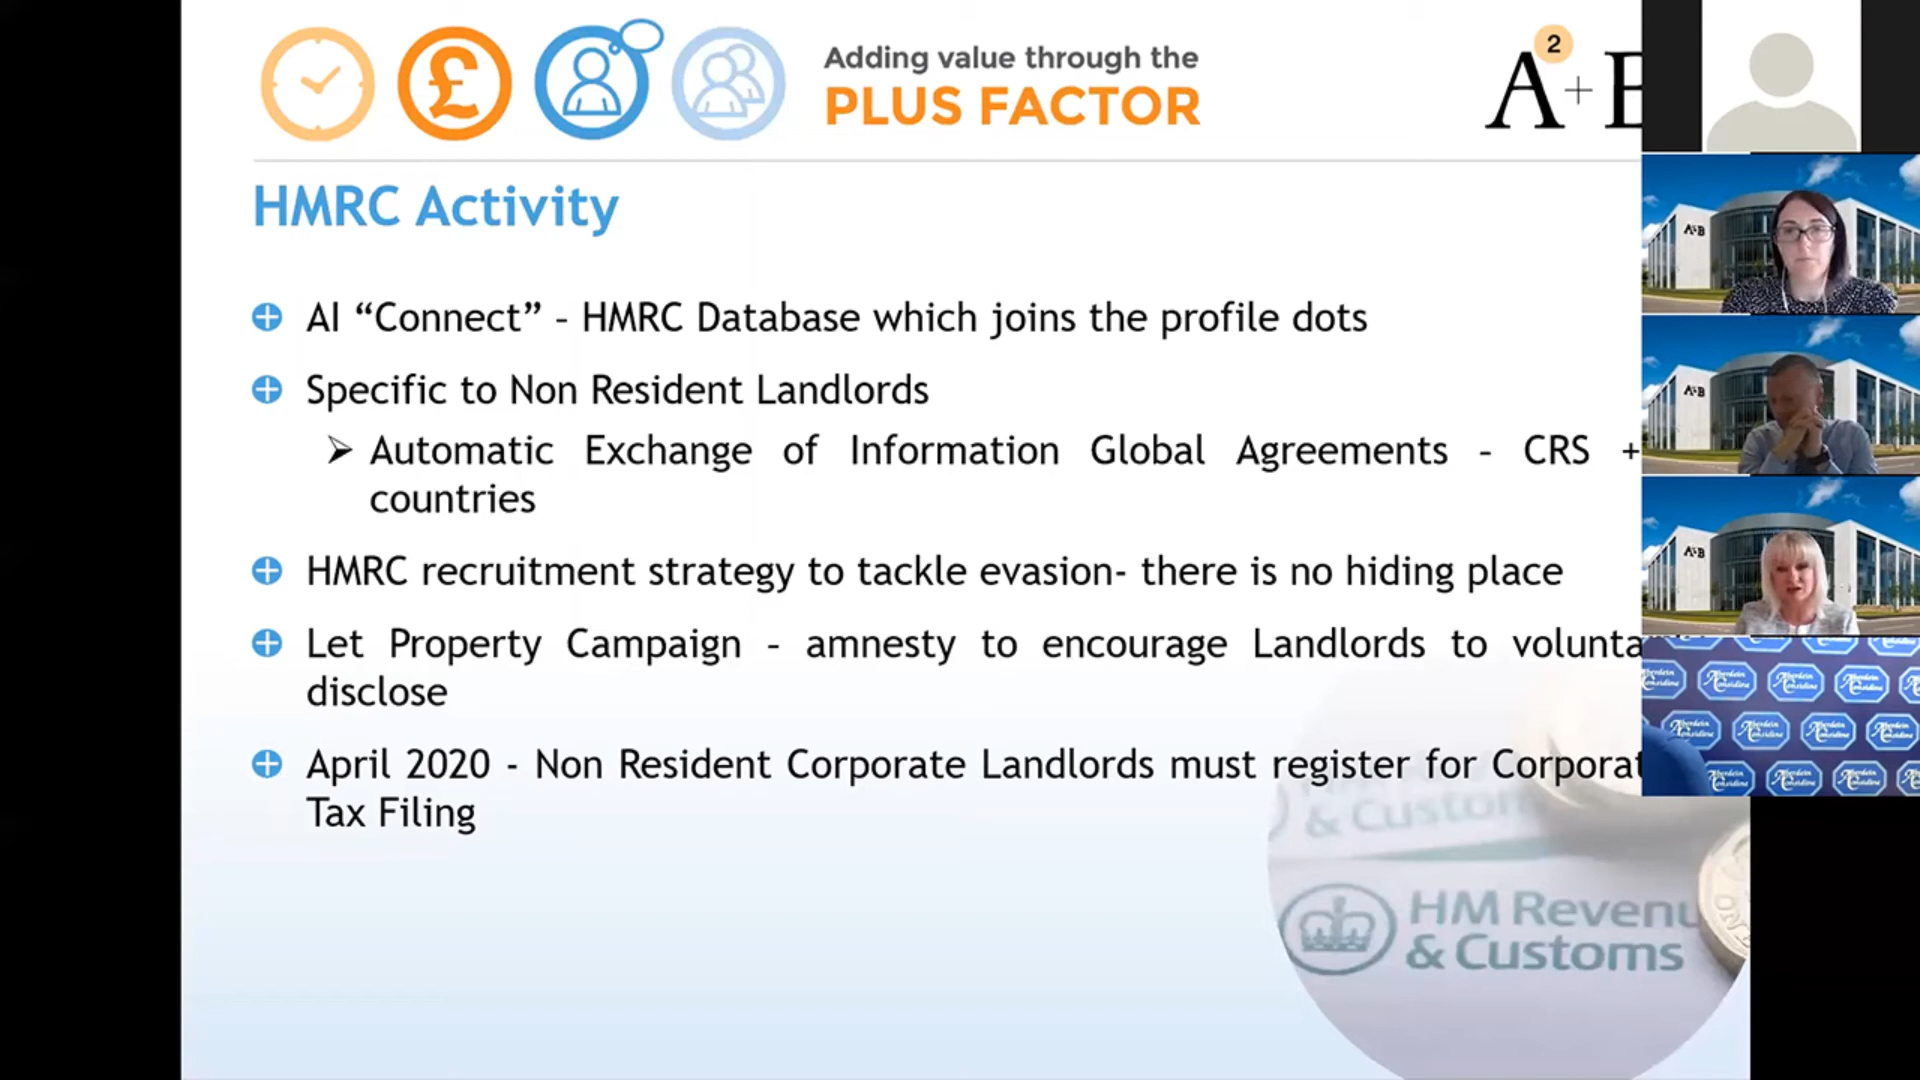 Adding value through the
PLUS FACTOR
2
A+B
HMRC Activity
AI “Connect” – HMRC Database which joins the profile dots
Specific to Non Resident Landlords
Automatic Exchange of Information Global Agreements – CRS +
countries
HMRC recruitment strategy to tackle evasion- there is no hiding place
Let Property Campaign – amnesty to encourage Landlords to volunta
disclose
April 2020 - Non Resident Corporate Landlords must register for Corporat
Tax Filing
& Custom
HM Revenu
& Customs
A+B
A+B
A+B
Aberdein Considine